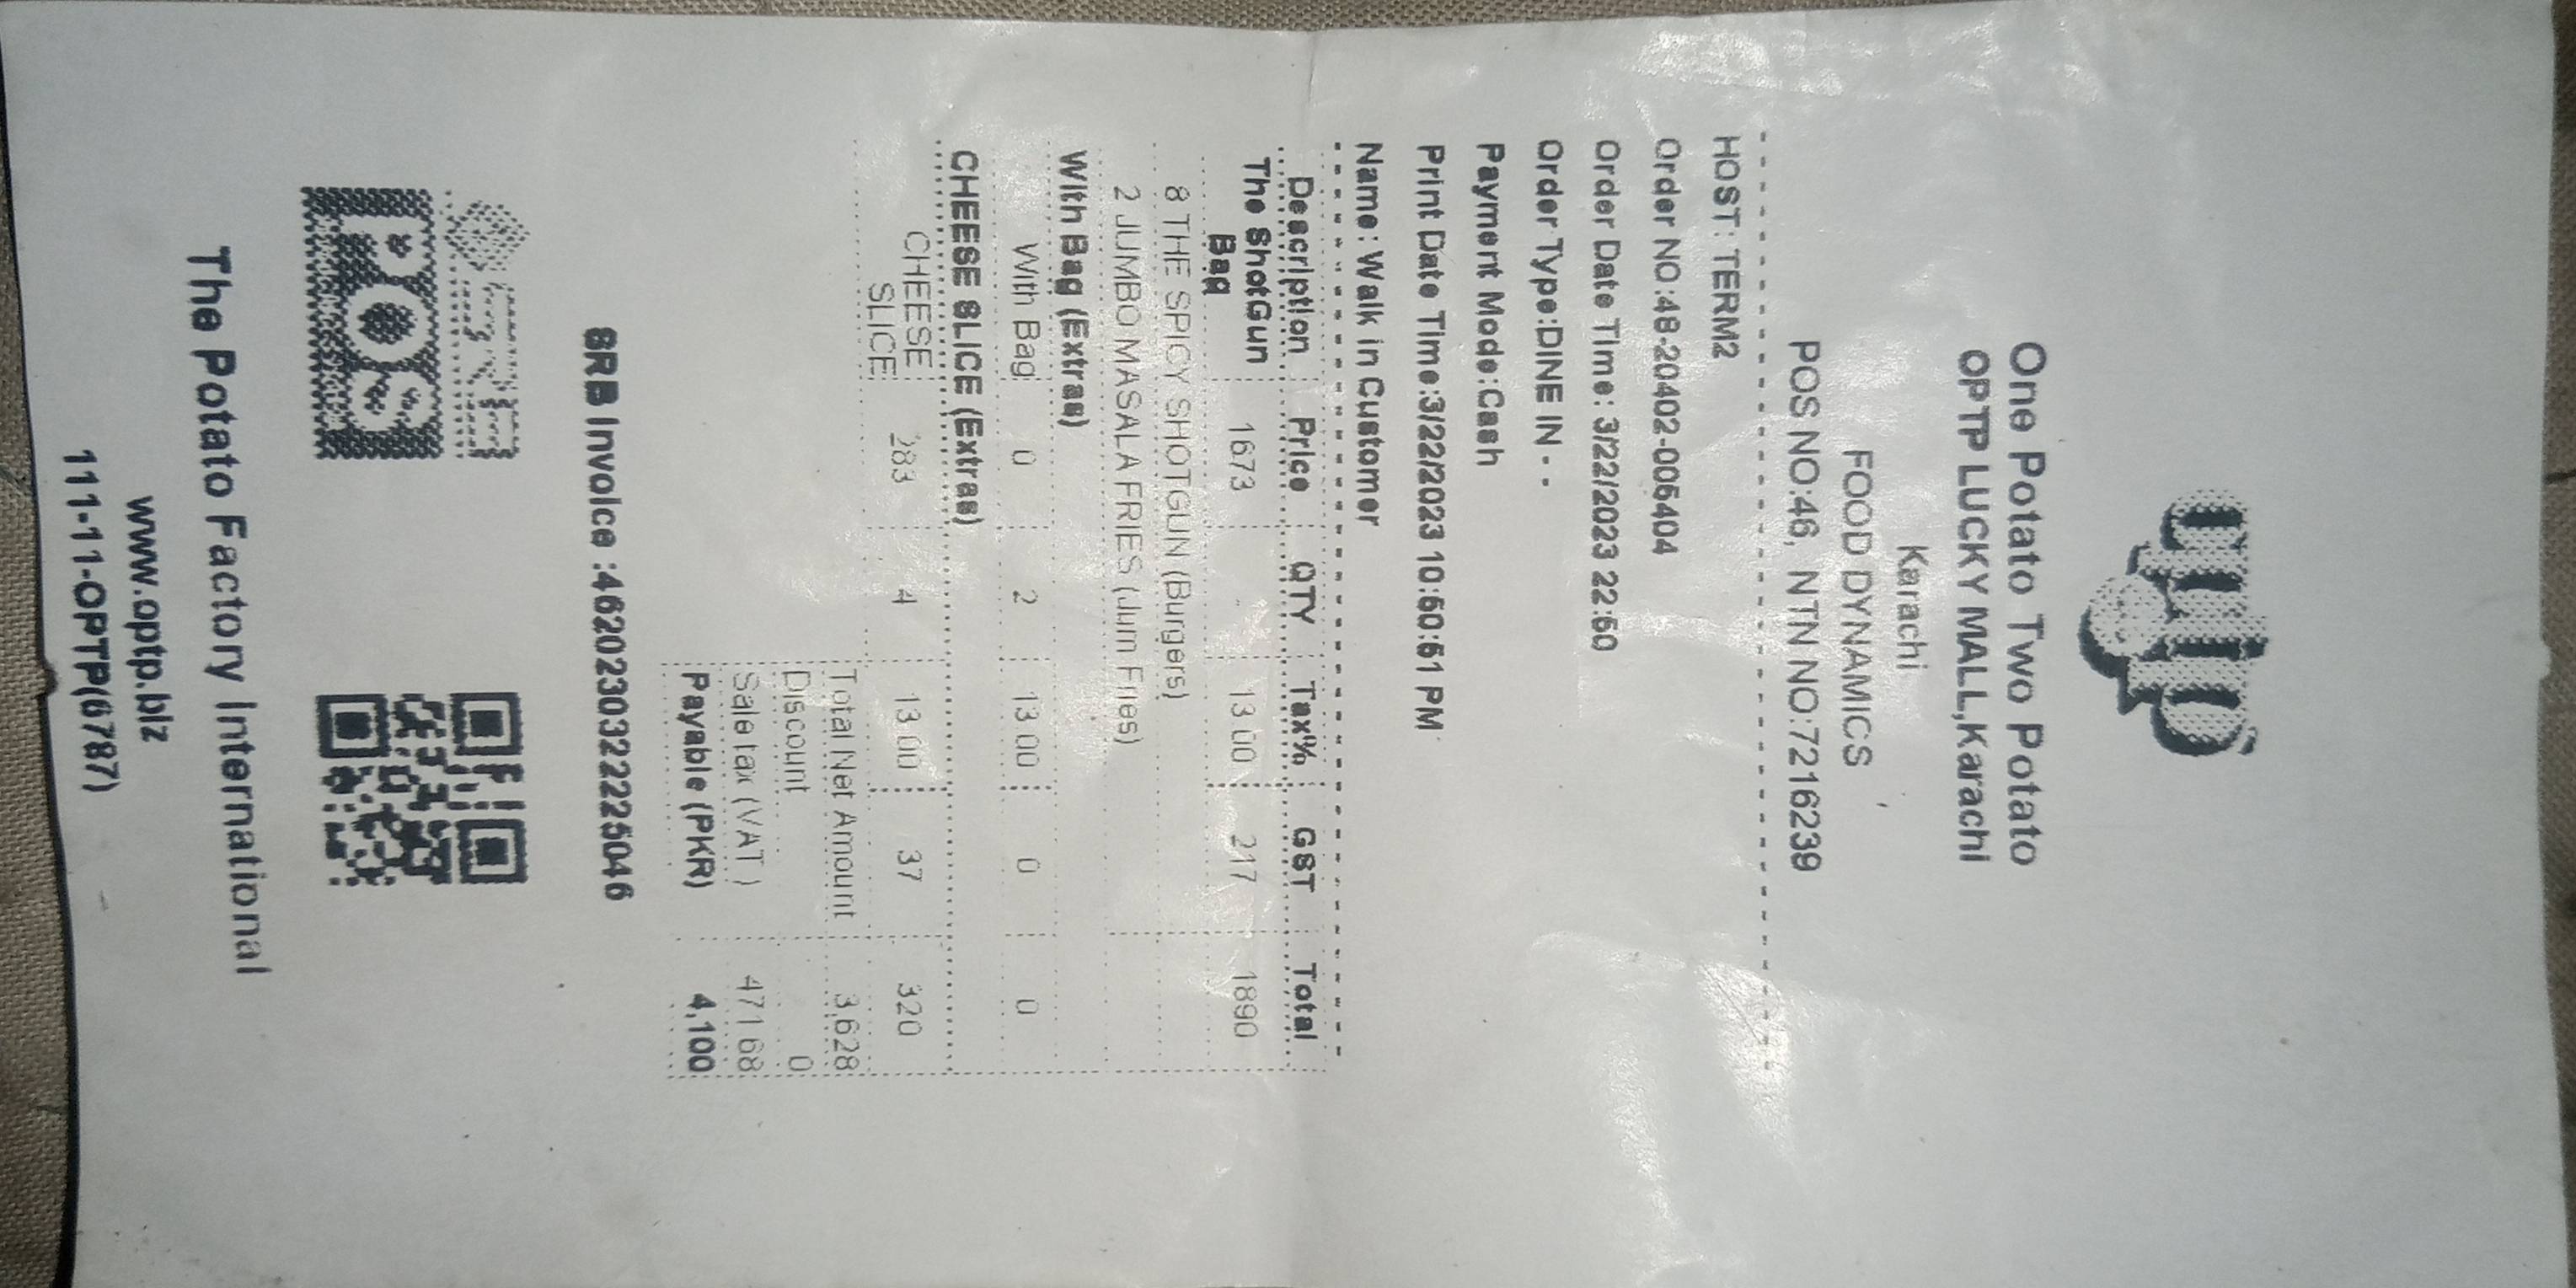 optp
One Potato Two Potato
OPTP LUCKY MALL,Karachi
Karachi
FOOD DYNAMICS
POS NO:46, NTN NO:7216239
HOST: TERM2
Order NO:48-20402-005404
Order Date Time: 3/22/2023 22:50
Order Type:DINE IN - -
Payment Mode:Cash
Print Date Time:3/22/2023 10:50:51 PM
Name: Walk in Customer
Description Price QTY Tax% GST Total
The ShotGun Bag 1673 13.00 217 1890
8 THE SPICY SHOTGUN (Burgers)
2 JUMBO MASALA FRIES (Jum Fries)
With Bag (Extras)
With Bag 0 2 13.00 0 0
CHEESE SLICE (Extras)
CHEESE SLICE 283 4 13.00 37 320
Total Net Amount 3,628
Discount 0
Sale tax (VAT ) 471.68
Payable (PKR) 4,100
SRB Invoice :4620230322225046
POS
The Potato Factory International
www.optp.biz
111-11-OPTP(6787)